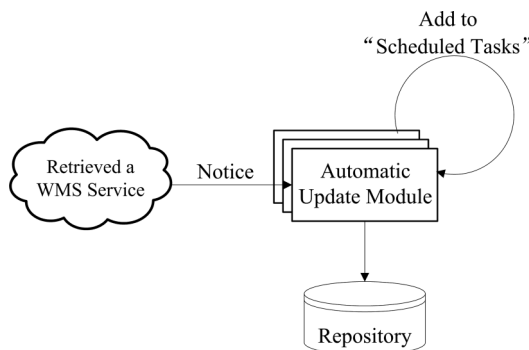 Add to
“Scheduled Tasks”
Retrieved a
WMS Service
Notice
Automatic
Update Module
Repository